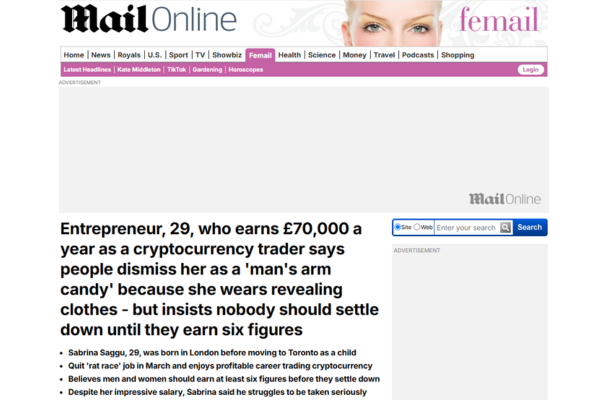 Mail Online
femail
Home News Royals U.S. Sport TV Showbiz Femail Health Science Money Travel Podcasts Shopping
Latest Headlines Kate Middleton TikTok Gardening Horoscopes Login
ADVERTISEMENT
Mail Online
Entrepreneur, 29, who earns £70,000 a
year as a cryptocurrency trader says
people dismiss her as a 'man's arm
candy' because she wears revealing
clothes - but insists nobody should settle
down until they earn six figures
Site Web Enter your search Search
ADVERTISEMENT
• Sabrina Saggu, 29, was born in London before moving to Toronto as a child
• Quit 'rat race' job in March and enjoys profitable career trading cryptocurrency
• Believes men and women should earn at least six figures before they settle down
• Despite her impressive salary, Sabrina said he struggles to be taken seriously